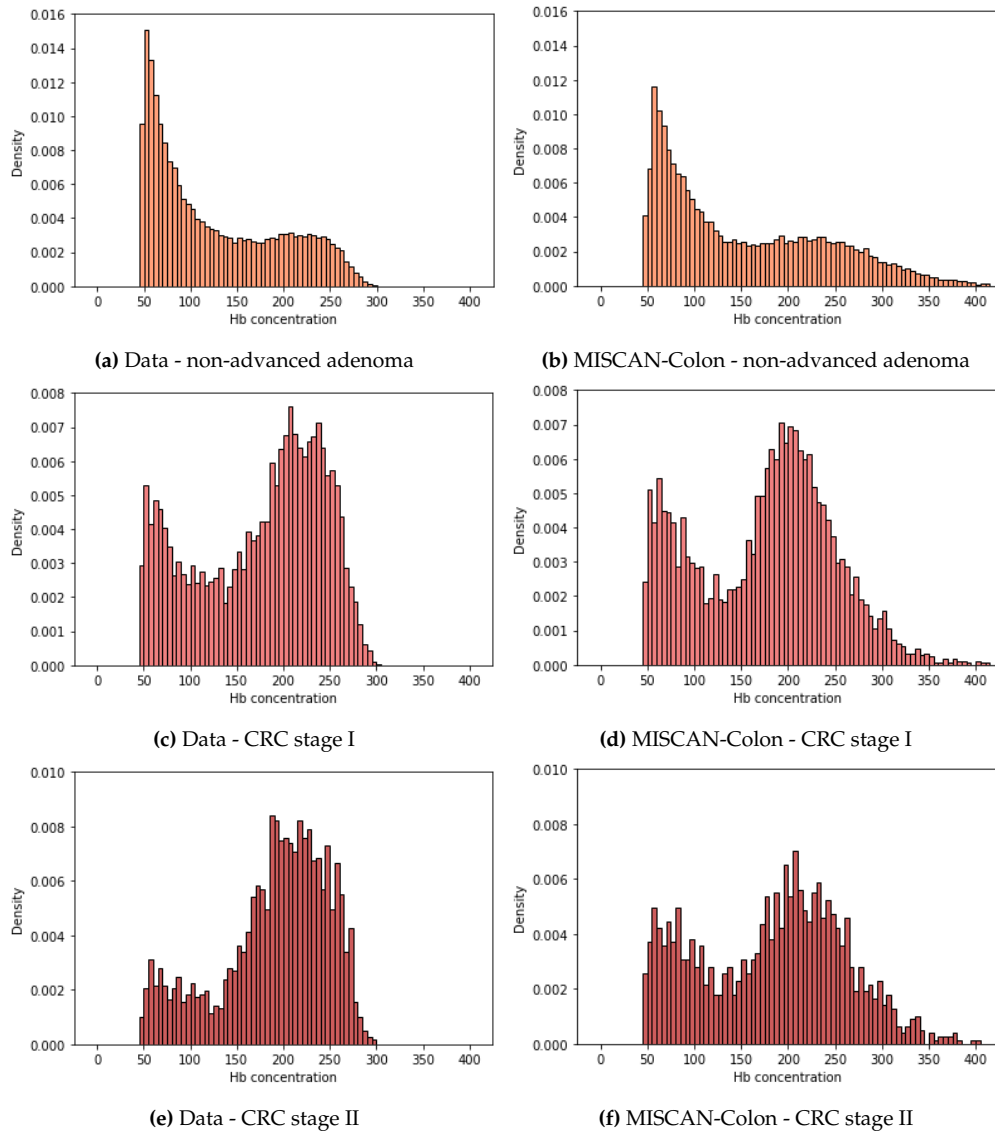 0.016
0.014
0.012
0.010
0.008
0.006
0.004
0.002
0.000
Density
0 50 100 150 200 250 300 350 400
Hb concentration
(a) Data - non-advanced adenoma
0.016
0.014
0.012
0.010
0.008
0.006
0.004
0.002
0.000
Density
0 50 100 150 200 250 300 350 400
Hb concentration
(b) MISCAN-Colon - non-advanced adenoma
0.008
0.007
0.006
0.005
0.004
0.003
0.002
0.001
0.000
Density
0 50 100 150 200 250 300 350 400
Hb concentration
(c) Data - CRC stage I
0.008
0.007
0.006
0.005
0.004
0.003
0.002
0.001
0.000
Density
0 50 100 150 200 250 300 350 400
Hb concentration
(d) MISCAN-Colon - CRC stage I
0.010
0.008
0.006
0.004
0.002
0.000
Density
0 50 100 150 200 250 300 350 400
Hb concentration
(e) Data - CRC stage II
0.010
0.008
0.006
0.004
0.002
0.000
Density
0 50 100 150 200 250 300 350 400
Hb concentration
(f) MISCAN-Colon - CRC stage II